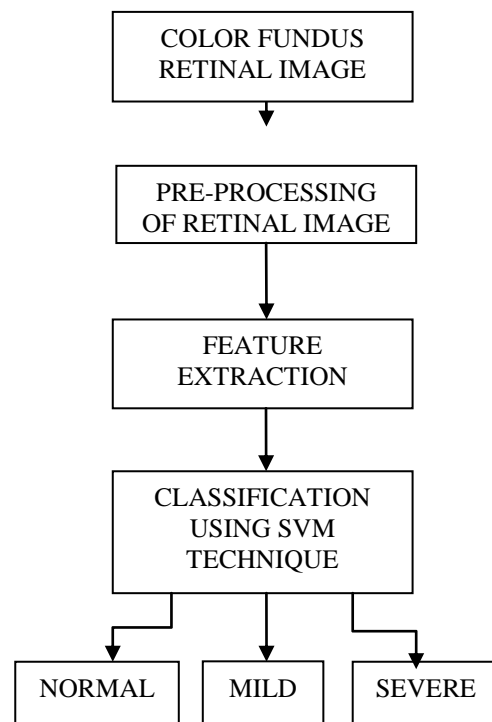 COLOR FUNDUS
RETINAL IMAGE
PRE-PROCESSING
OF RETINAL IMAGE
FEATURE
EXTRACTION
CLASSIFICATION
USING SVM
TECHNIQUE
NORMAL
MILD
SEVERE